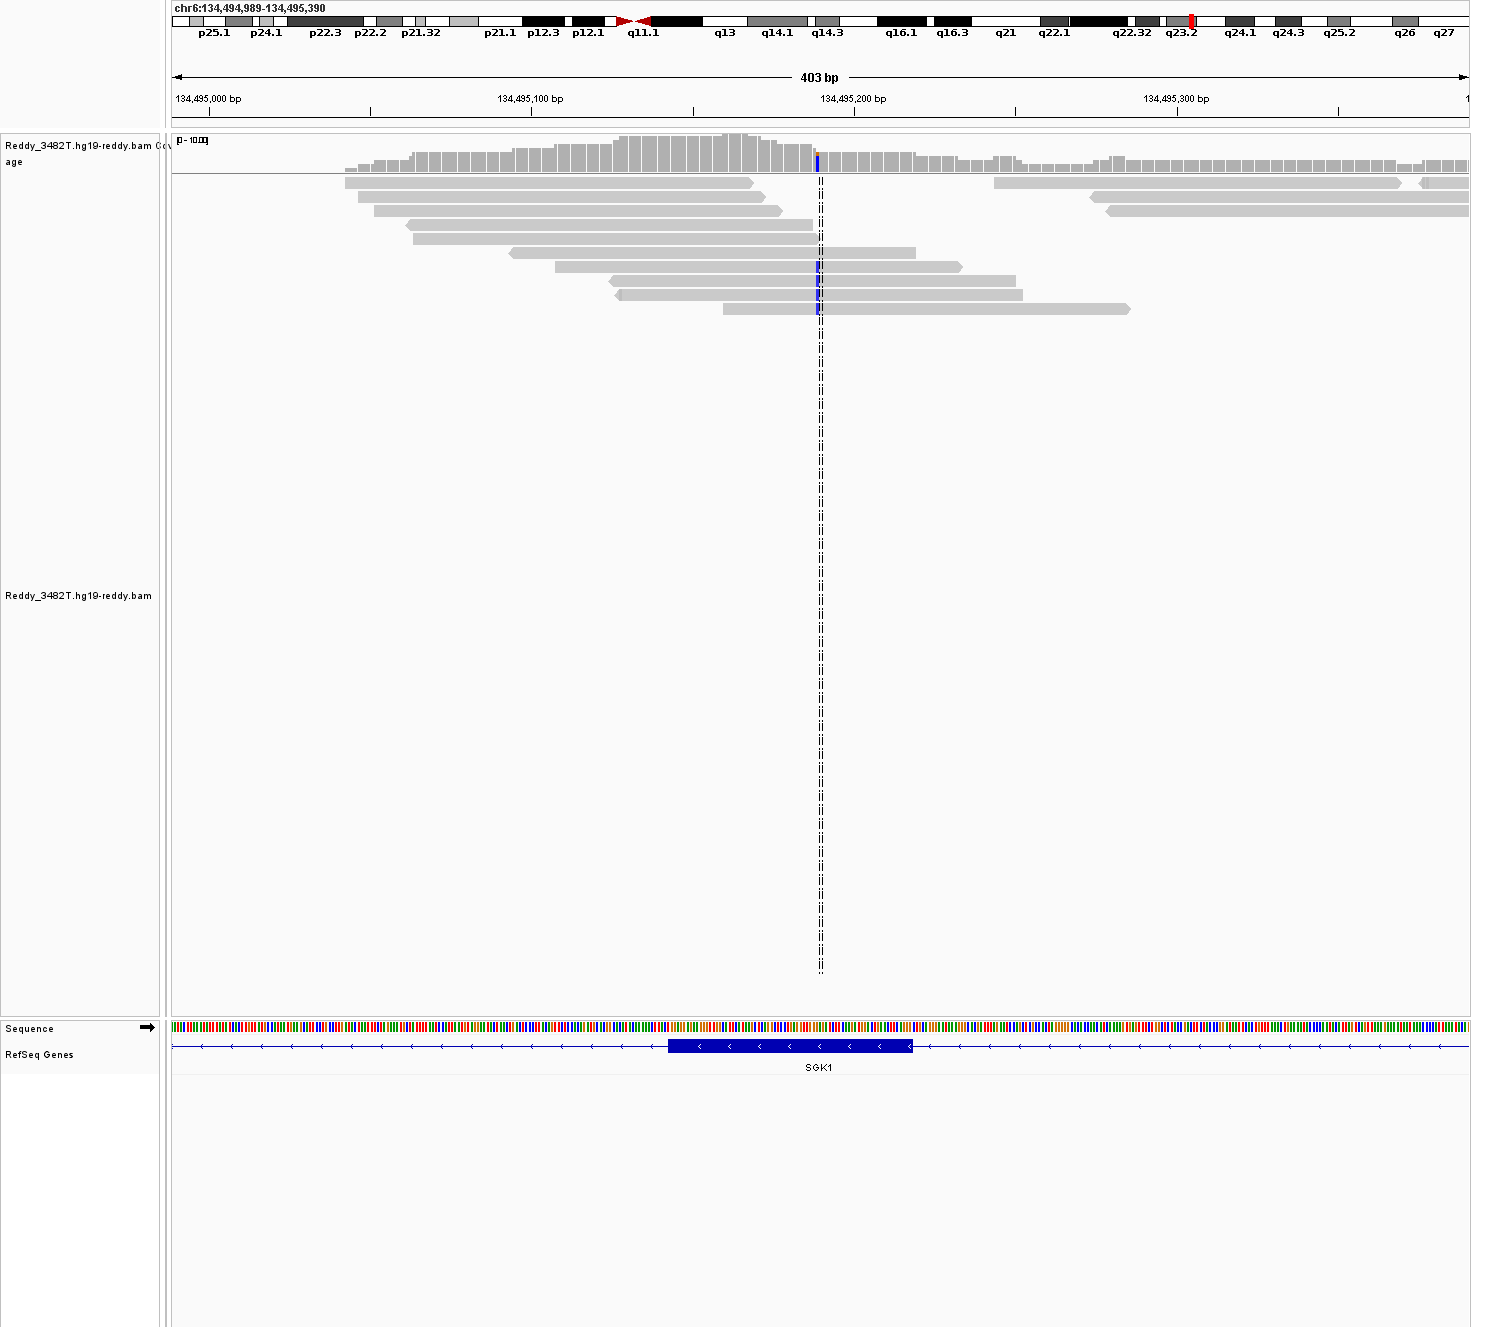 chr6:134,494,989-134,495,390
p25.1 p24.1 p22.3 p22.2 p21.32 p21.1 p12.3 p12.1 q11.1 q13 q14.1 q14.3 q16.1 q16.3 q21 q22.1 q22.32 q23.2 q24.1 q24.3 q25.2 q26 q27
403 bp
134,495,000 bp 134,495,100 bp 134,495,200 bp 134,495,300 bp 1
Reddy_3482T.hg19-reddy.bam Cov
age
[0 - 10.00]
Reddy_3482T.hg19-reddy.bam
Sequence
RefSeq Genes
SGK1